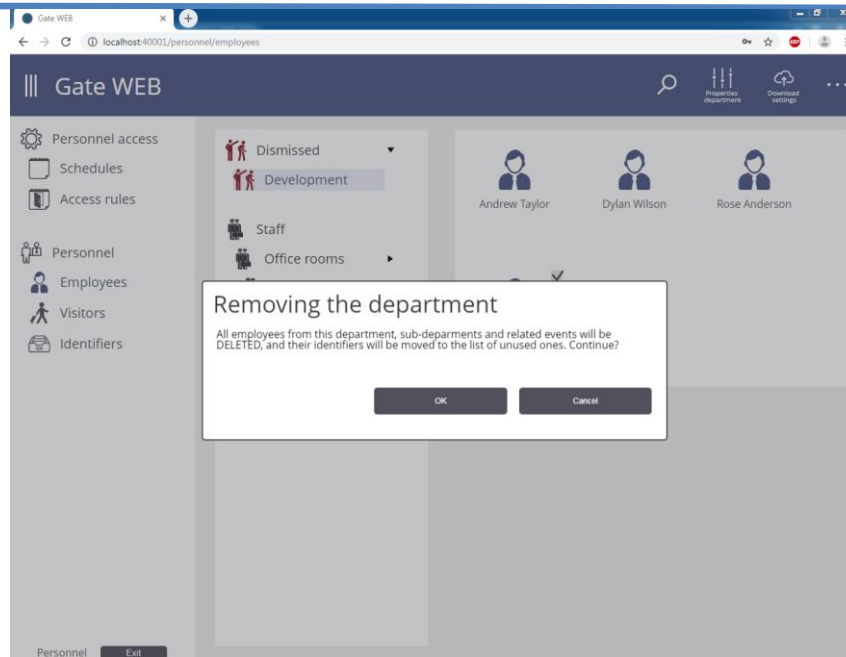 Gate WEB
localhost:40001/personnel/employees
ABP
Gate WEB
Properties
department
Download
settings
Personnel access
Schedules
Access rules
Personnel
Employees
Visitors
Identifiers
Dismissed
Development
Staff
Office rooms
Andrew Taylor
Dylan Wilson
Rose Anderson
Removing the department
All employees from this department, sub-deparments and related events will be
DELETED, and their identifiers will be moved to the list of unused ones. Continue?
OK
Cancel
Personnel
Exit